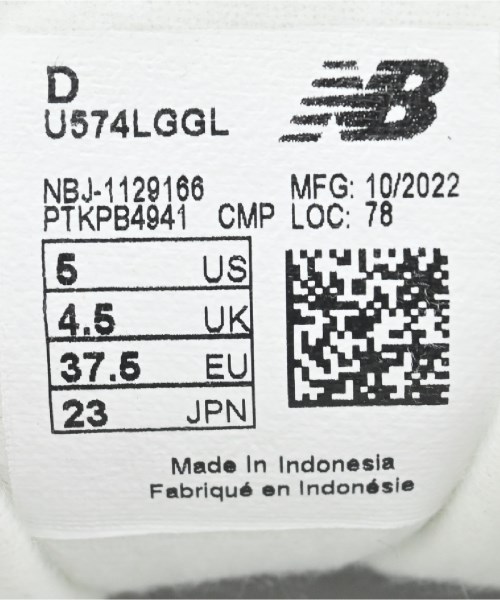 D
NB
U574LGGL
NBJ-1129166 MFG: 10/2022
PTKPB4941 CMP LOC: 78
5 US
4.5 UK
37.5 EU
23 JPN
Made In Indonesia
Fabriqué en Indonésie